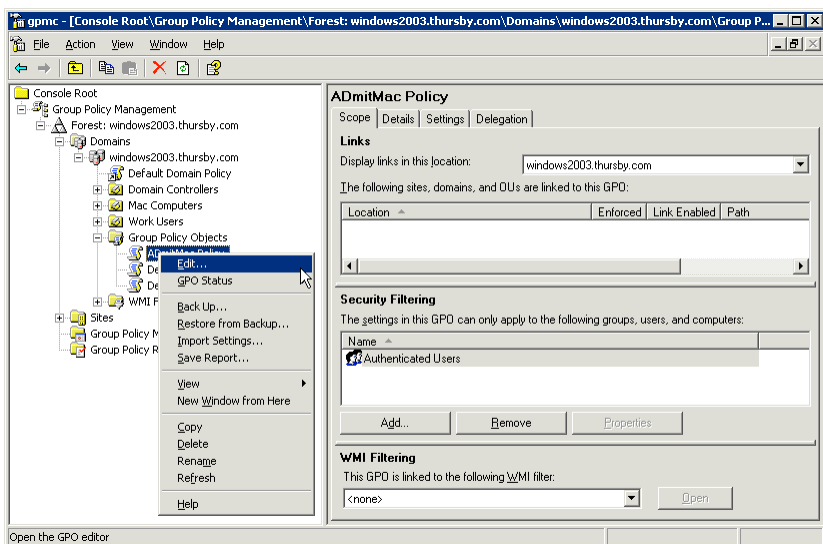 gpmc - [Console Root\Group Policy Management\Forest: windows2003.thursby.com\Domains\windows2003.thursby.com\Group P...
File Action View Window Help
Console Root
Group Policy Management
Forest: windows2003.thursby.com
Domains
windows2003.thursby.com
Default Domain Policy
Domain Controllers
Mac Computers
Work Users
Group Policy Objects
ADmitMac Policy
De
De
WMI F
Sites
Group Policy M
Group Policy R
Edit...
GPO Status
Back Up...
Restore from Backup...
Import Settings...
Save Report...
View
New Window from Here
Copy
Delete
Rename
Refresh
Help
ADmitMac Policy
Scope Details Settings Delegation
Links
Display links in this location: windows2003.thursby.com
The following sites, domains, and OUs are linked to this GPO:
Location Enforced Link Enabled Path
Security Filtering
The settings in this GPO can only apply to the following groups, users, and computers:
Name
Authenticated Users
Add... Remove Properties
WMI Filtering
This GPO is linked to the following WMI filter:
<none> Open
Open the GPO editor